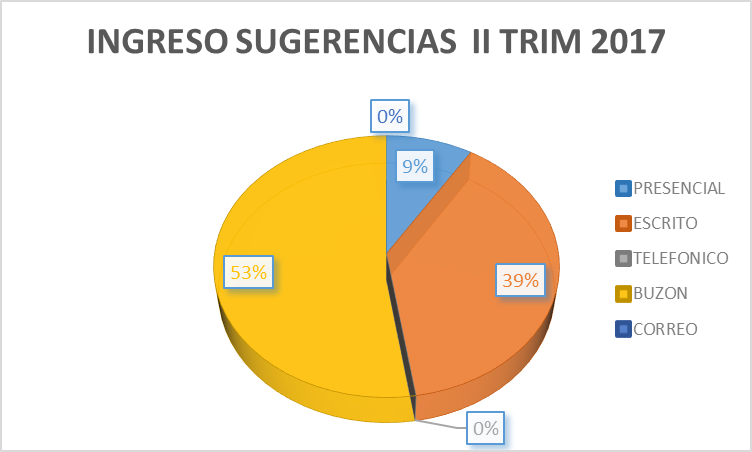 INGRESO SUGERENCIAS  II TRIM 2017
0%
9%
53%
39%
0%
PRESENCIAL
ESCRITO
TELEFONICO
BUZON
CORREO